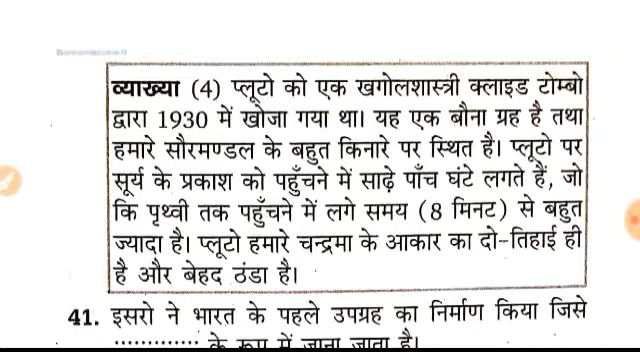 व्याख्या (4) प्लूटो को एक खगोलशास्त्री क्लाइड टोम्बो
द्वारा 1930 में खोजा गया था। यह एक बौना ग्रह है तथा
हमारे सौरमण्डल के बहुत किनारे पर स्थित है। प्लूटो पर
सूर्य के प्रकाश को पहुँचने में साढ़े पाँच घंटे लगते हैं, जो
कि पृथ्वी तक पहुँचने में लगे समय (8 मिनट) से बहुत
ज्यादा है। प्लूटो हमारे चन्द्रमा के आकार का दो-तिहाई ही
है और बेहद ठंडा है।
41. इसरो ने भारत के पहले उपग्रह का निर्माण किया जिसे
............. के रूप में जाना जाता है।